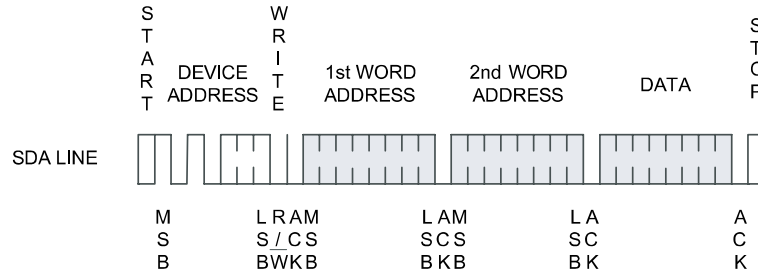 START
DEVICE
ADDRESS
WRITE
1st WORD
ADDRESS
2nd WORD
ADDRESS
DATA
SDA LINE
MSB
LSB
R/W
ACK
MSB
LSB
ACK
MSB
LSB
ACK
ACK